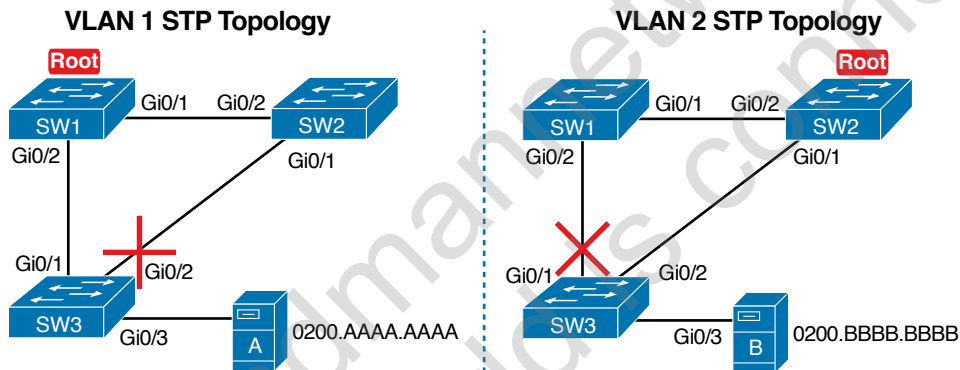 VLAN 1 STP Topology
Root
Gi0/1 Gi0/2
SW1
SW2
Gi0/2
Gi0/1
Gi0/1
Gi0/2
SW3
Gi0/3
A
0200.AAAA.AAAA
VLAN 2 STP Topology
Root
Gi0/1 Gi0/2
SW1
SW2
Gi0/2
Gi0/1
Gi0/1
Gi0/2
SW3
Gi0/3
B
0200.BBBB.BBBB